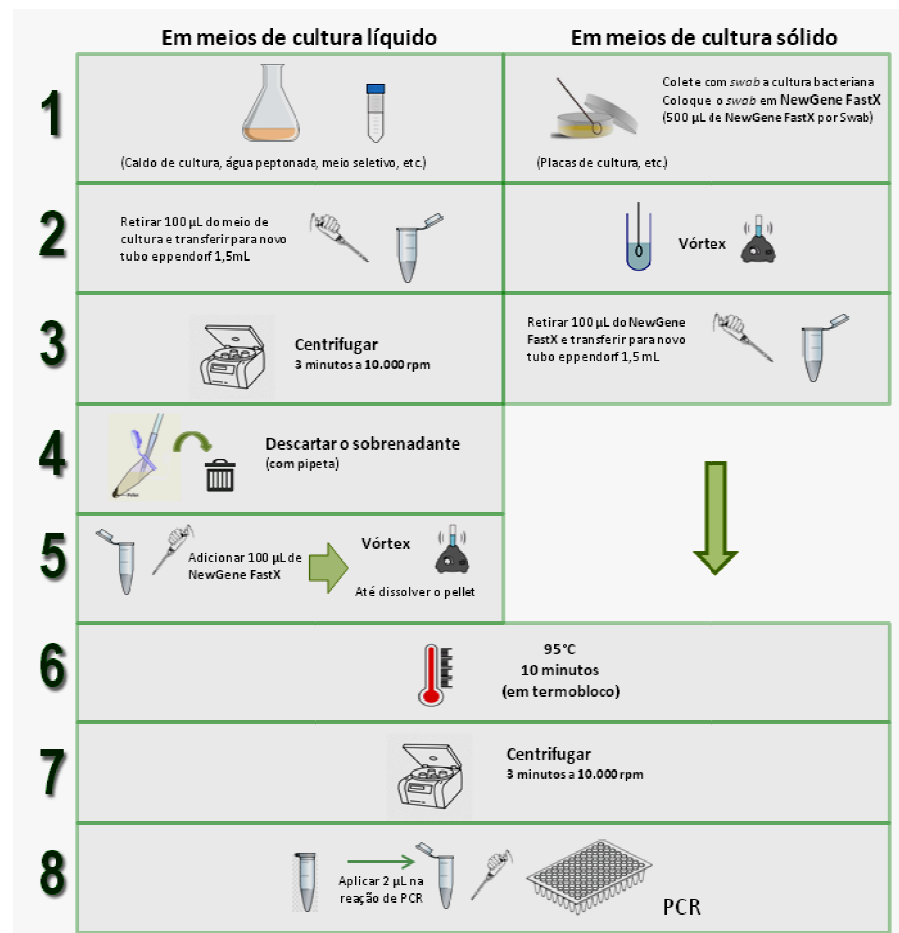 Em meios de cultura líquido
Em meios de cultura sólido
1
(Caldo de cultura, água peptonada, meio seletivo, etc.)
Colete com swab a cultura bacteriana
Coloque o swab em NewGene FastX
(500 µL de NewGene FastX por Swab)
(Placas de cultura, etc.)
2
Retirar 100 µL do meio de
cultura e transferir para novo
tubo eppendorf 1,5mL
Vórtex
3
Centrifugar
3 minutos a 10.000 rpm
Retirar 100 µL do NewGene
FastX e transferir para novo
tubo eppendorf 1,5 mL
4
Descartar o sobrenadante
(com pipeta)
5
Adicionar 100 µL de
NewGene FastX
Vórtex
Até dissolver o pellet
6
95°C
10 minutos
(em termobloco)
7
Centrifugar
3 minutos a 10.000 rpm
8
Aplicar 2 µL na
reação de PCR
PCR